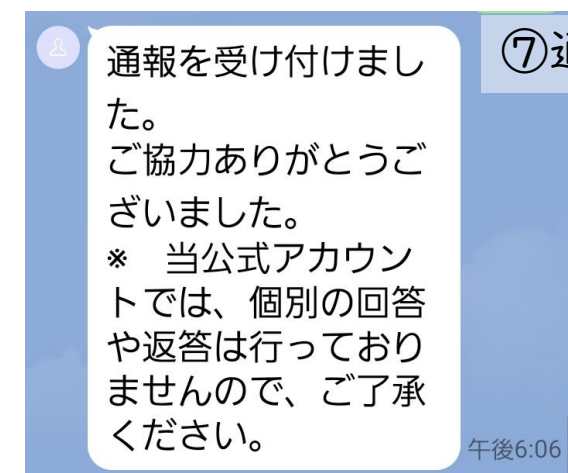 ⑦通
通報を受け付けまし
た。
ご協力ありがとうご
ざいました。
※　当公式アカウン
トでは、個別の回答
や返答は行っており
ませんので、ご了承
ください。
午後6:06